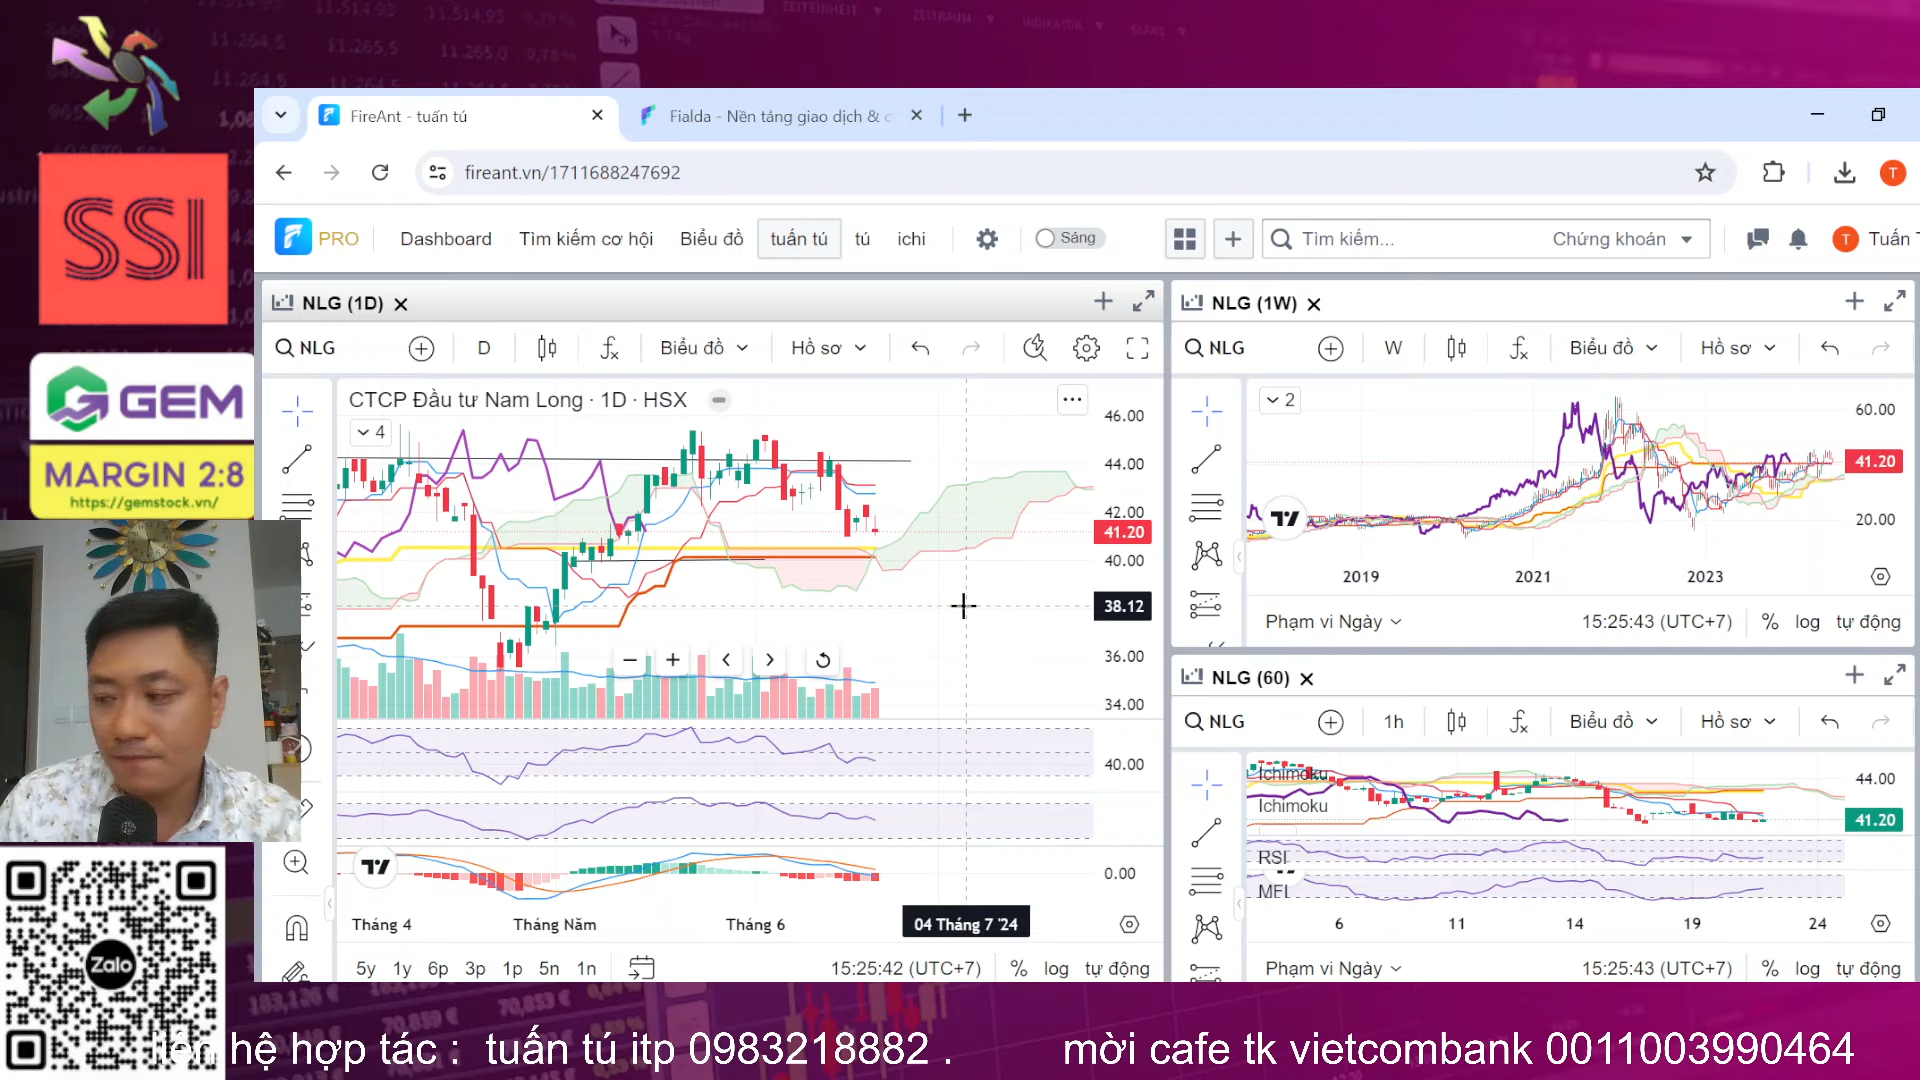 FireAnt - tuấn tú
Fialda - Nền tảng giao dịch & c
fireant.vn/1711688247692
T
SSI
GEM
MARGIN 2:8
https://gemstock.vn/
PRO
Dashboard
Tìm kiếm cơ hội
Biểu đồ
tuấn tú
tú
ichi
Sáng
Tìm kiếm...
Chứng khoán
T
Tuấn
NLG (1D)
NLG
D
Biểu đồ
Hồ sơ
CTCP Đầu tư Nam Long · 1D · HSX
4
46.00
44.00
42.00
41.20
40.00
38.12
36.00
34.00
40.00
0.00
Tháng 4
Tháng Năm
Tháng 6
04 Tháng 7 '24
5y 1y 6p 3p 1p 5n 1n
15:25:42 (UTC+7)
% log tự động
NLG (1W)
NLG
W
Biểu đồ
Hồ sơ
2
60.00
41.20
20.00
2019
2021
2023
Phạm vi Ngày
15:25:43 (UTC+7)
% log tự động
NLG (60)
NLG
1h
Biểu đồ
Hồ sơ
Ichimoku
Ichimoku
44.00
41.20
RSI
MFI
6
11
14
19
24
Phạm vi Ngày
15:25:43 (UTC+7)
% log tự động
Zalo
liên hệ hợp tác : tuấn tú itp 0983218882 . mời cafe tk vietcombank 0011003990464